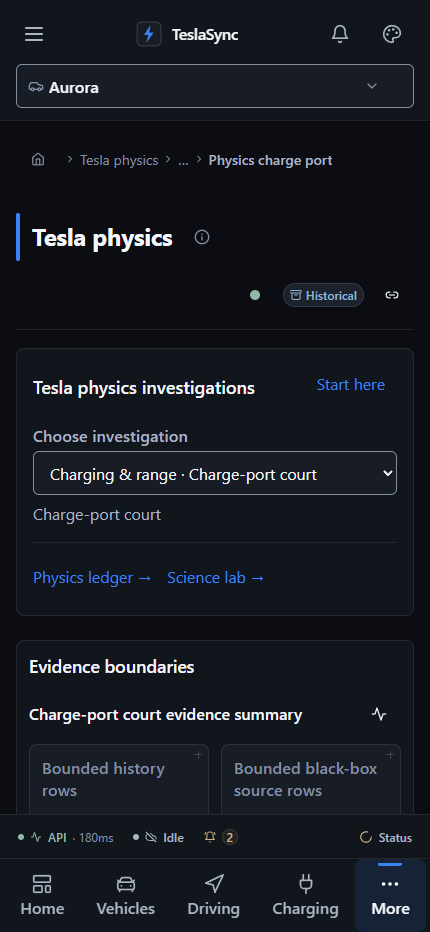 TeslaSync
Aurora
Tesla physics
...
Physics charge port
Tesla physics
Historical
Tesla physics investigations
Start here
Choose investigation
Charging & range · Charge-port court
Charge-port court
Physics ledger →
Science lab →
Evidence boundaries
Charge-port court evidence summary
Bounded history
rows
Bounded black-box
source rows
API · 180ms
Idle
2
Status
Home
Vehicles
Driving
Charging
More